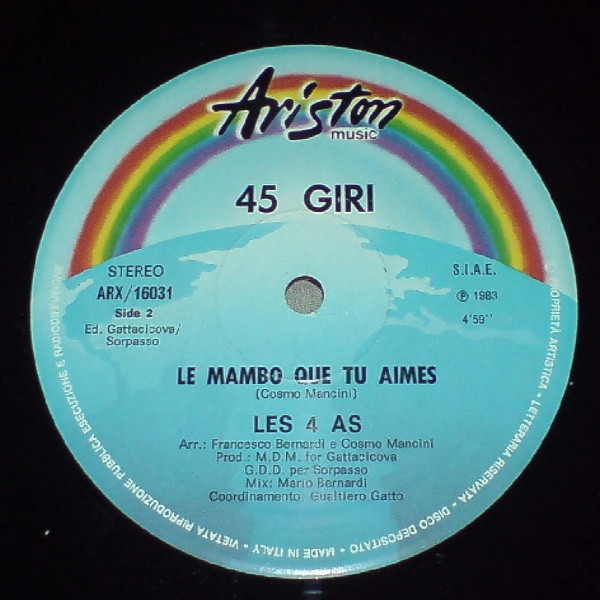 Ariston
music
45 GIRI
STEREO
ARX/16031
Side 2
Ed. Gattacicova/
Sorpasso
S.I.A.E.
Ⓟ 1983
4'59''
LE MAMBO QUE TU AIMES
(Cosmo Mancini)
LES 4 AS
Arr.: Francesco Bernardi e Cosmo Mancini
Prod.: M.D.M. for Gattacicova
G.D.D. per Sorpasso
Mix: Mario Bernardi
Coordinamento: Gualtiero Gatto
PROPRIETÀ ARTISTICA • LETTERARIA RISERVATA • DISCO DEPOSITATO • MADE IN ITALY • VIETATA RIPRODUZIONE PUBBLICA ESECUZIONE E RADIODIFFUSIONE